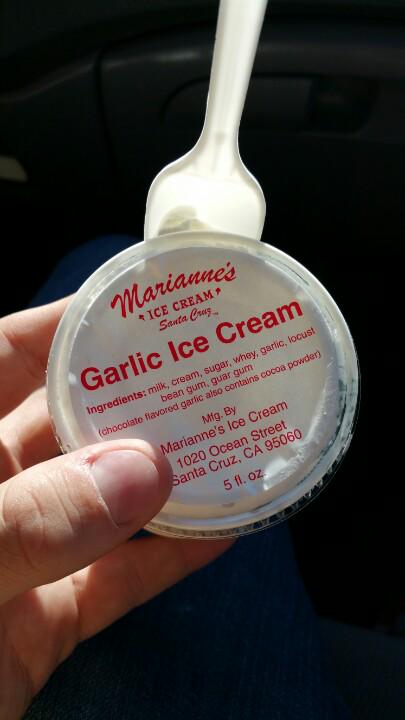 Marianne's
ICE CREAM
Santa Cruz™
Garlic Ice Cream
Ingredients: milk, cream, sugar, whey, garlic, locust
bean gum, guar gum
(chocolate flavored garlic also contains cocoa powder)
Mfg. By
Marianne's Ice Cream
1020 Ocean Street
Santa Cruz, CA 95060
5 fl. oz.